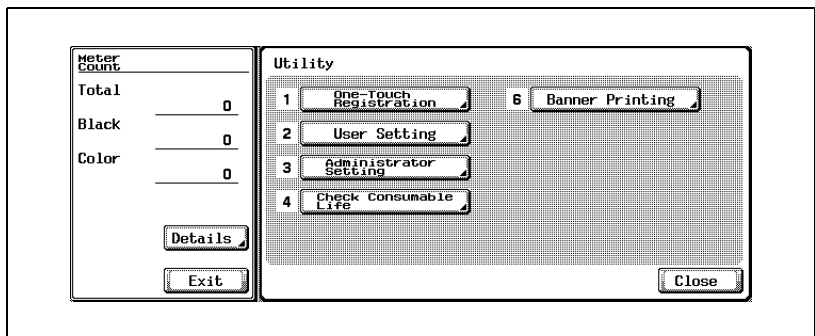 Meter
Count
Total
0
Black
0
Color
0
Details
Exit
Utility
1 One-Touch
Registration
2 User Setting
3 Administrator
Setting
4 Check Consumable
Life
6 Banner Printing
Close